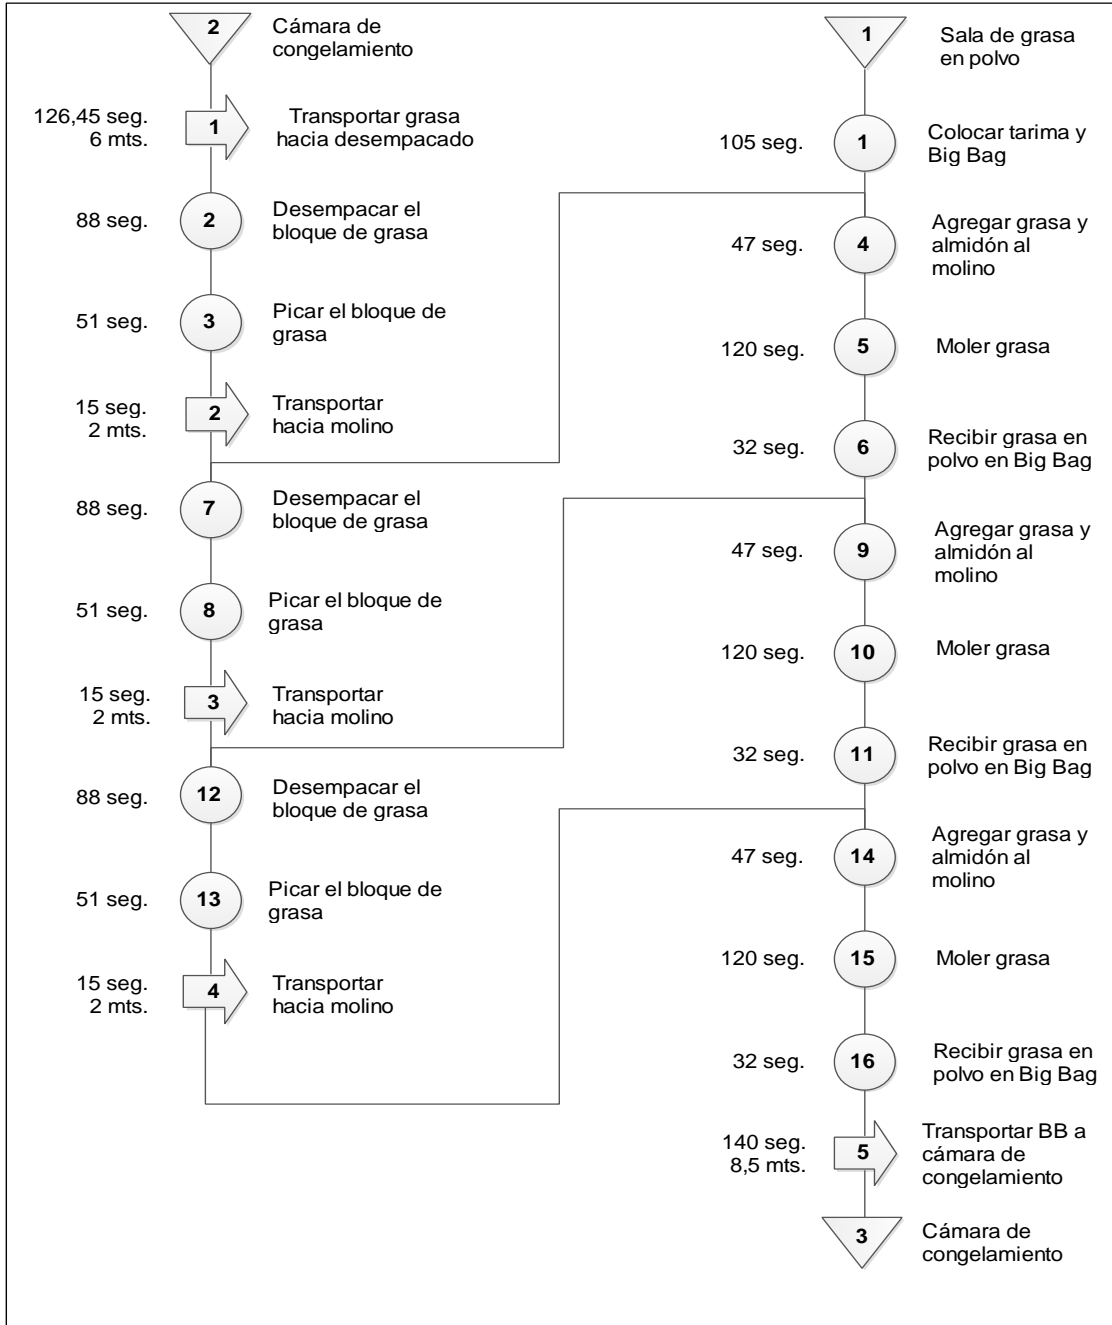 2
Cámara de
congelamiento
126,45 seg.
6 mts.
1
Transportar grasa
hacia desempacado
88 seg.
2
Desempacar el
bloque de grasa
51 seg.
3
Picar el bloque de
grasa
15 seg.
2 mts.
2
Transportar
hacia molino
88 seg.
7
Desempacar el
bloque de grasa
51 seg.
8
Picar el bloque de
grasa
15 seg.
2 mts.
3
Transportar
hacia molino
88 seg.
12
Desempacar el
bloque de grasa
51 seg.
13
Picar el bloque de
grasa
15 seg.
2 mts.
4
Transportar
hacia molino
1
Sala de grasa
en polvo
105 seg.
1
Colocar tarima y
Big Bag
47 seg.
4
Agregar grasa y
almidón al
molino
120 seg.
5
Moler grasa
32 seg.
6
Recibir grasa en
polvo en Big Bag
47 seg.
9
Agregar grasa y
almidón al
molino
120 seg.
10
Moler grasa
32 seg.
11
Recibir grasa en
polvo en Big Bag
47 seg.
14
Agregar grasa y
almidón al
molino
120 seg.
15
Moler grasa
32 seg.
16
Recibir grasa en
polvo en Big Bag
140 seg.
8,5 mts.
5
Transportar BB a
cámara de
congelamiento
3
Cámara de
congelamiento